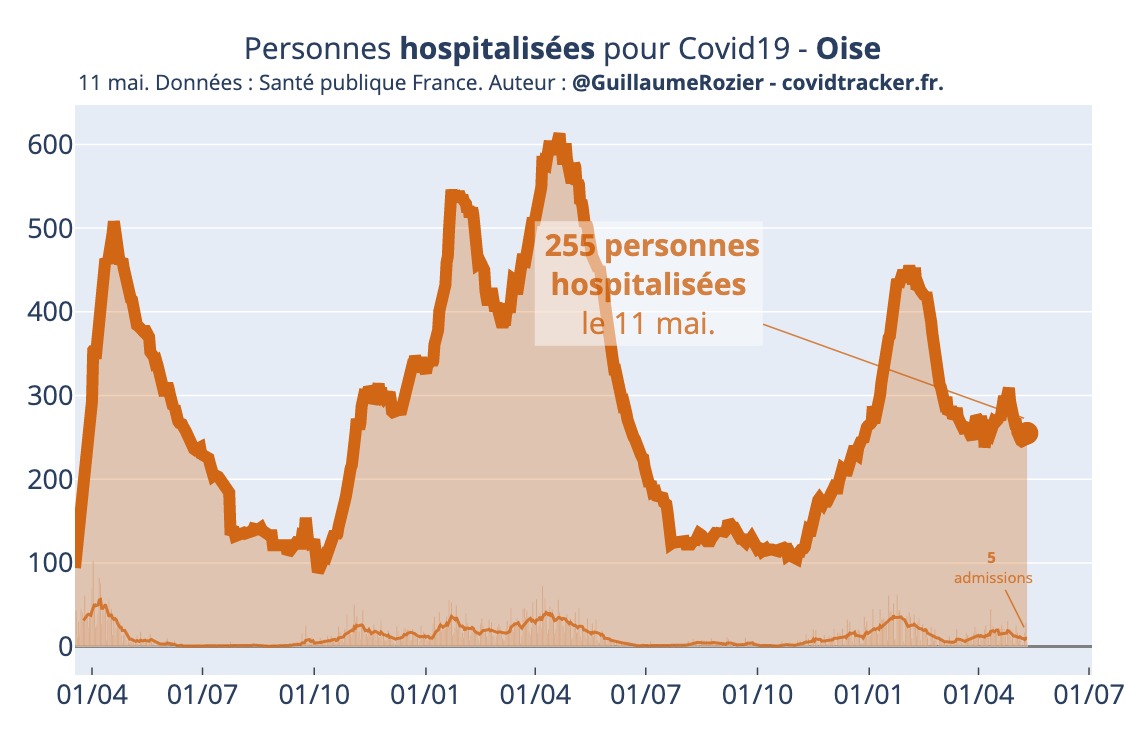 Personnes hospitalisées pour Covid19 - Oise
11 mai. Données : Santé publique France. Auteur : @GuillaumeRozier - covidtracker.fr.
600
500
400
300
200
100
0
255 personnes
hospitalisées
le 11 mai.
5
admissions
01/04 01/07 01/10 01/01 01/04 01/07 01/10 01/01 01/04 01/07